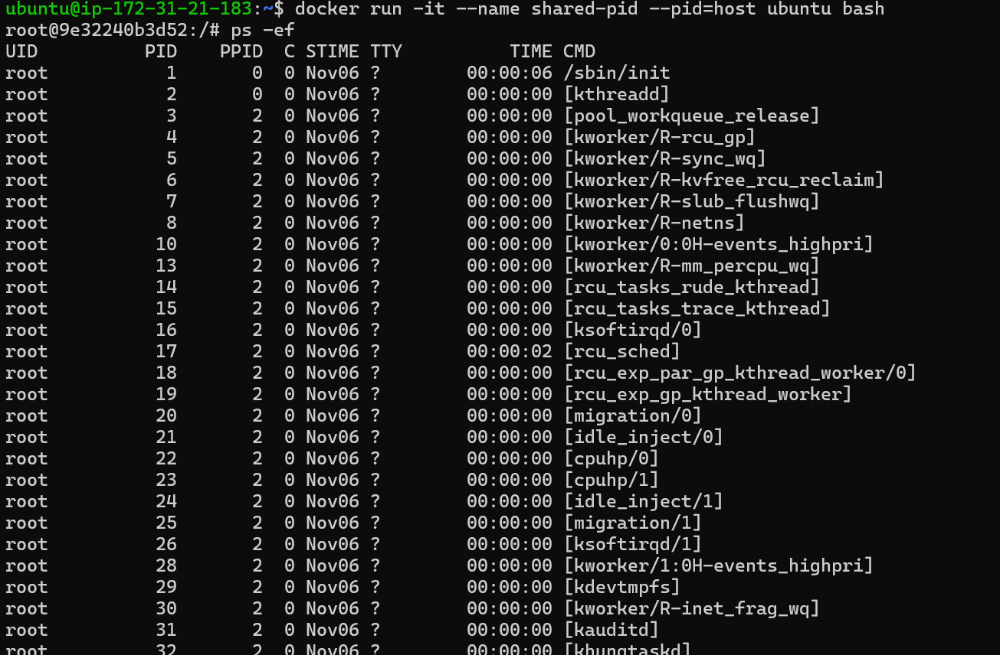 ubuntu@ip-172-31-21-183:~$ docker run -it --name shared-pid --pid=host ubuntu bash
root@9e32240b3d52:/# ps -ef
UID          PID    PPID  C STIME TTY          TIME CMD
root           1       0  0 Nov06 ?        00:00:06 /sbin/init
root           2       0  0 Nov06 ?        00:00:00 [kthreadd]
root           3       2  0 Nov06 ?        00:00:00 [pool_workqueue_release]
root           4       2  0 Nov06 ?        00:00:00 [kworker/R-rcu_gp]
root           5       2  0 Nov06 ?        00:00:00 [kworker/R-sync_wq]
root           6       2  0 Nov06 ?        00:00:00 [kworker/R-kvfree_rcu_reclaim]
root           7       2  0 Nov06 ?        00:00:00 [kworker/R-slub_flushwq]
root           8       2  0 Nov06 ?        00:00:00 [kworker/R-netns]
root          10       2  0 Nov06 ?        00:00:00 [kworker/0:0H-events_highpri]
root          13       2  0 Nov06 ?        00:00:00 [kworker/R-mm_percpu_wq]
root          14       2  0 Nov06 ?        00:00:00 [rcu_tasks_rude_kthread]
root          15       2  0 Nov06 ?        00:00:00 [rcu_tasks_trace_kthread]
root          16       2  0 Nov06 ?        00:00:00 [ksoftirqd/0]
root          17       2  0 Nov06 ?        00:00:02 [rcu_sched]
root          18       2  0 Nov06 ?        00:00:00 [rcu_exp_par_gp_kthread_worker/0]
root          19       2  0 Nov06 ?        00:00:00 [rcu_exp_gp_kthread_worker]
root          20       2  0 Nov06 ?        00:00:00 [migration/0]
root          21       2  0 Nov06 ?        00:00:00 [idle_inject/0]
root          22       2  0 Nov06 ?        00:00:00 [cpuhp/0]
root          23       2  0 Nov06 ?        00:00:00 [cpuhp/1]
root          24       2  0 Nov06 ?        00:00:00 [idle_inject/1]
root          25       2  0 Nov06 ?        00:00:00 [migration/1]
root          26       2  0 Nov06 ?        00:00:00 [ksoftirqd/1]
root          28       2  0 Nov06 ?        00:00:00 [kworker/1:0H-events_highpri]
root          29       2  0 Nov06 ?        00:00:00 [kdevtmpfs]
root          30       2  0 Nov06 ?        00:00:00 [kworker/R-inet_frag_wq]
root          31       2  0 Nov06 ?        00:00:00 [kauditd]
root          32       2  0 Nov06 ?        00:00:00 [khungtaskd]